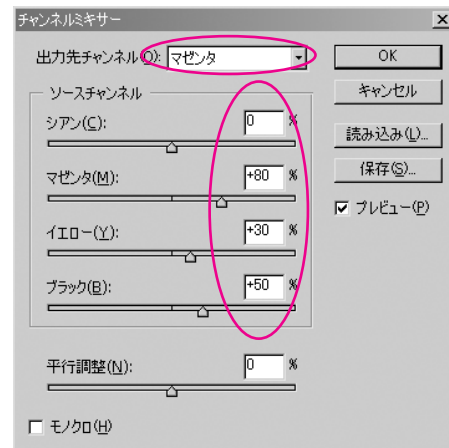 チャンネルミキサー
出力先チャンネル(O): マゼンタ
OK
キャンセル
読み込み(L)...
保存(S)...
プレビュー(P)
ソースチャンネル
シアン(C): 0 %
マゼンタ(M): +80 %
イエロー(Y): +30 %
ブラック(B): +50 %
平行調整(N): 0 %
モノクロ(H)